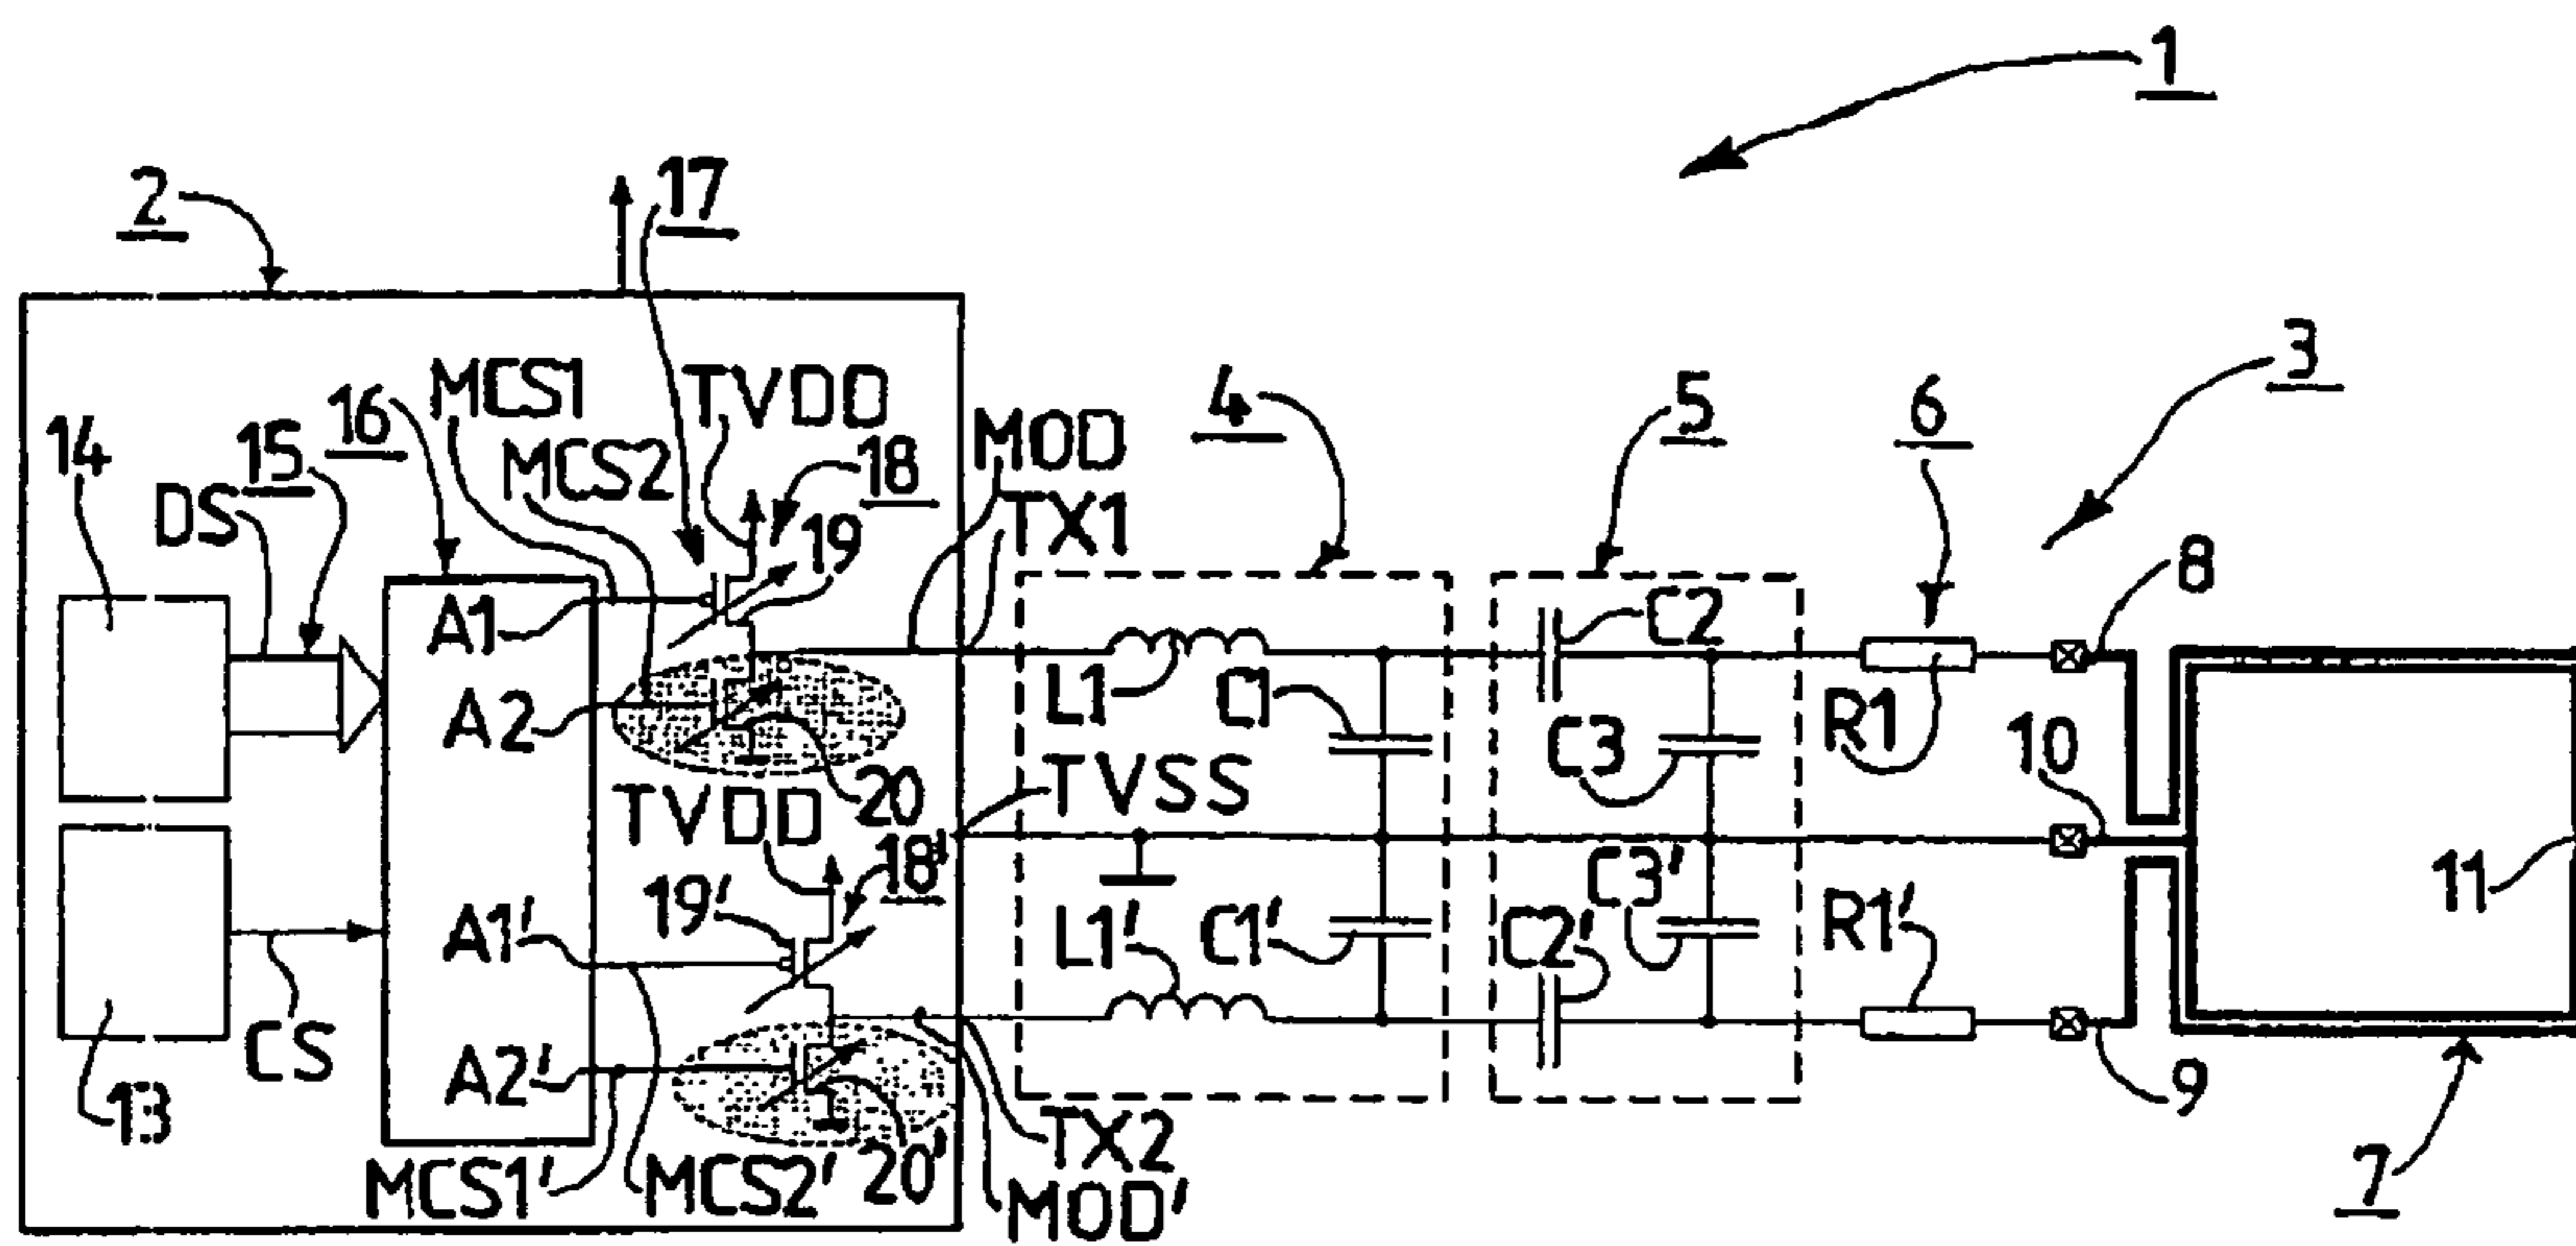 1
2
17
3
MCS1
TVDD
4
5
6
16
MOD
14
15
MCS2
18
DS
19
TX1
8
A1
C2
A2
L1
C1
C3
R1
10
20
TVSS
TVDD
18'
11
19'
C3'
A1'
L1'
C1'
C2'
R1'
CS
A2'
9
13
TX2
MCS1'
MCS2'
20'
MOD'
7